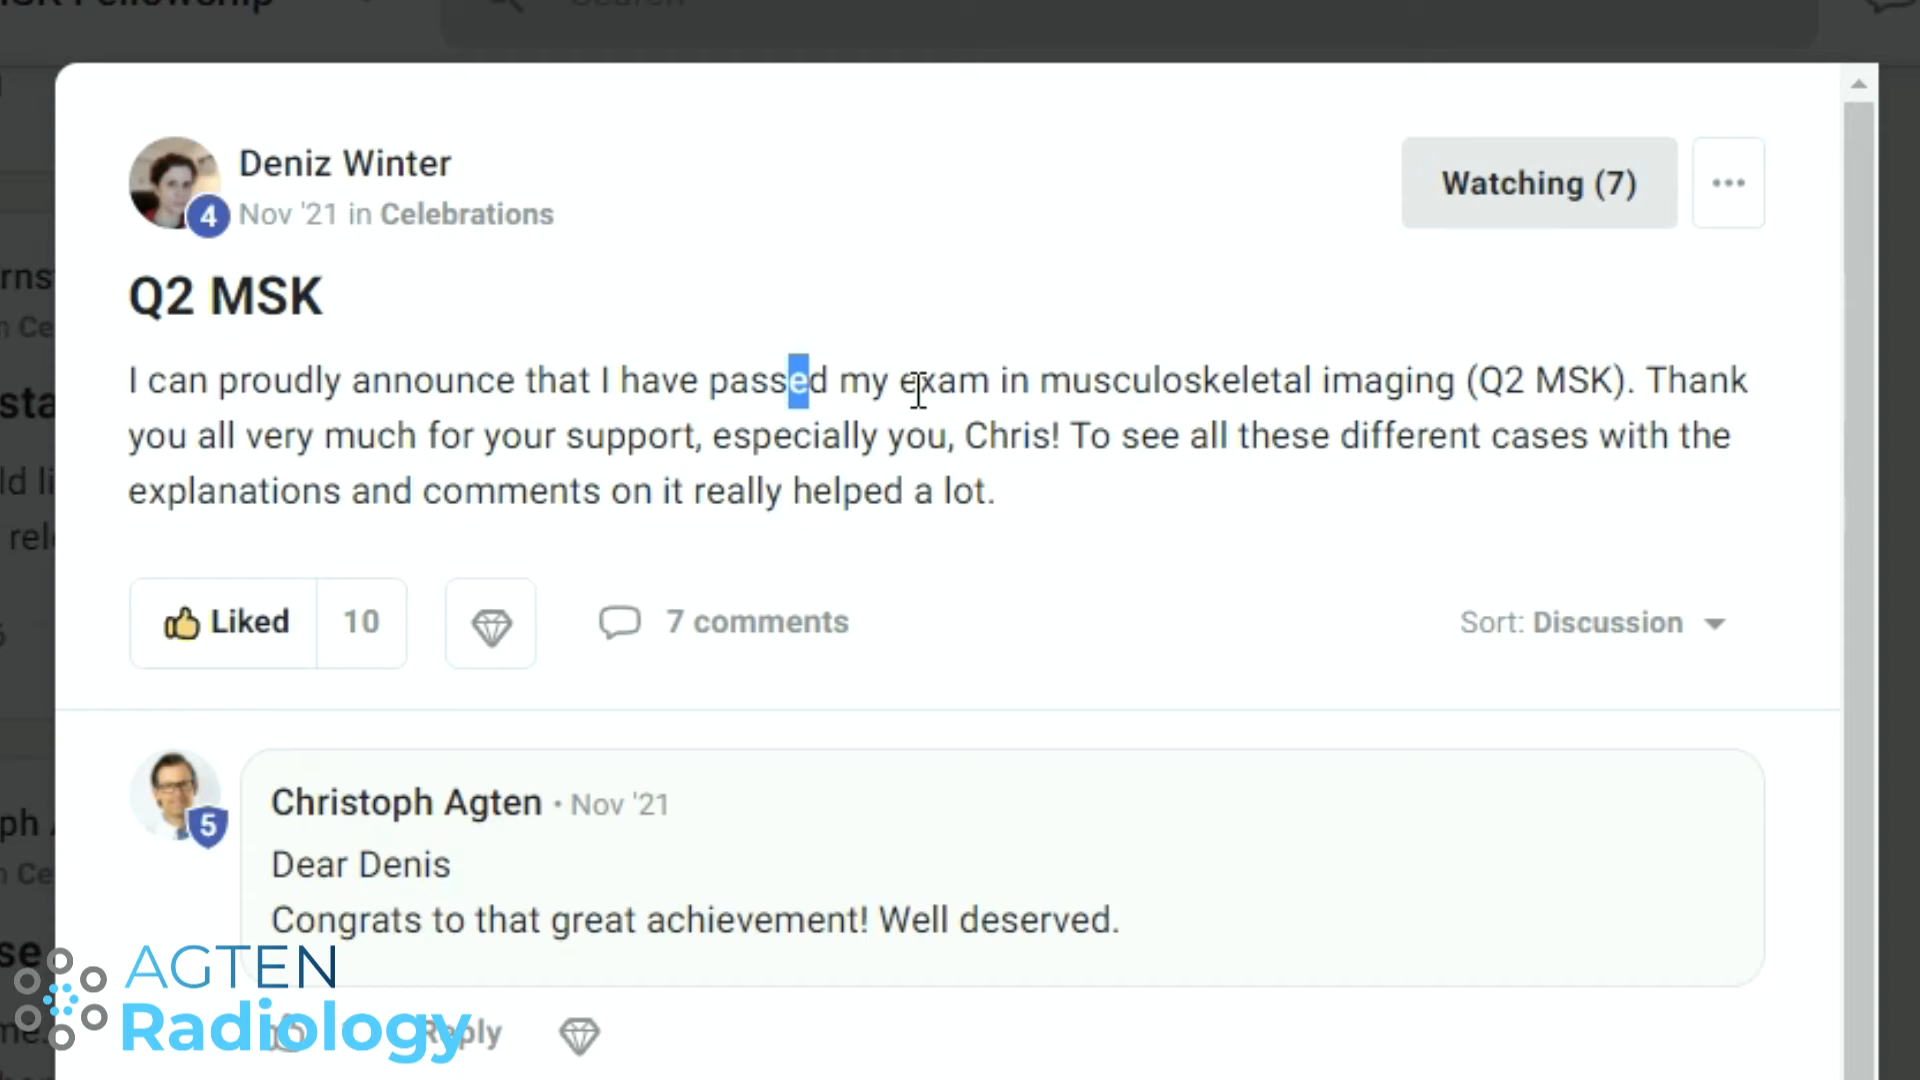 Deniz Winter
4
Nov '21 in Celebrations
Watching (7)
Q2 MSK
I can proudly announce that I have passed my exam in musculoskeletal imaging (Q2 MSK). Thank
you all very much for your support, especially you, Chris! To see all these different cases with the
explanations and comments on it really helped a lot.
Liked 10
7 comments
Sort: Discussion
Christoph Agten • Nov '21
5
Dear Denis
Congrats to that great achievement! Well deserved.
Reply
AGTEN
Radiology